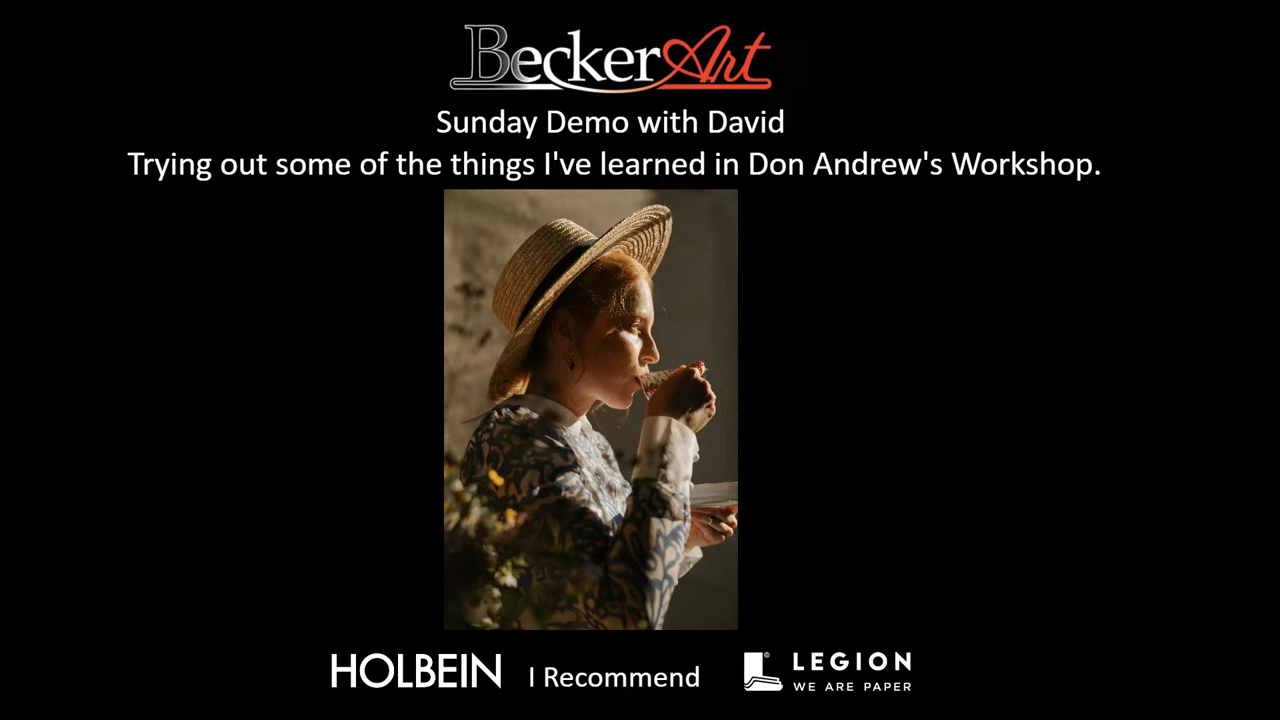 BeckerArt
Sunday Demo with David
Trying out some of the things I've learned in Don Andrew's Workshop.
HOLBEIN I Recommend LEGION
WE ARE PAPER